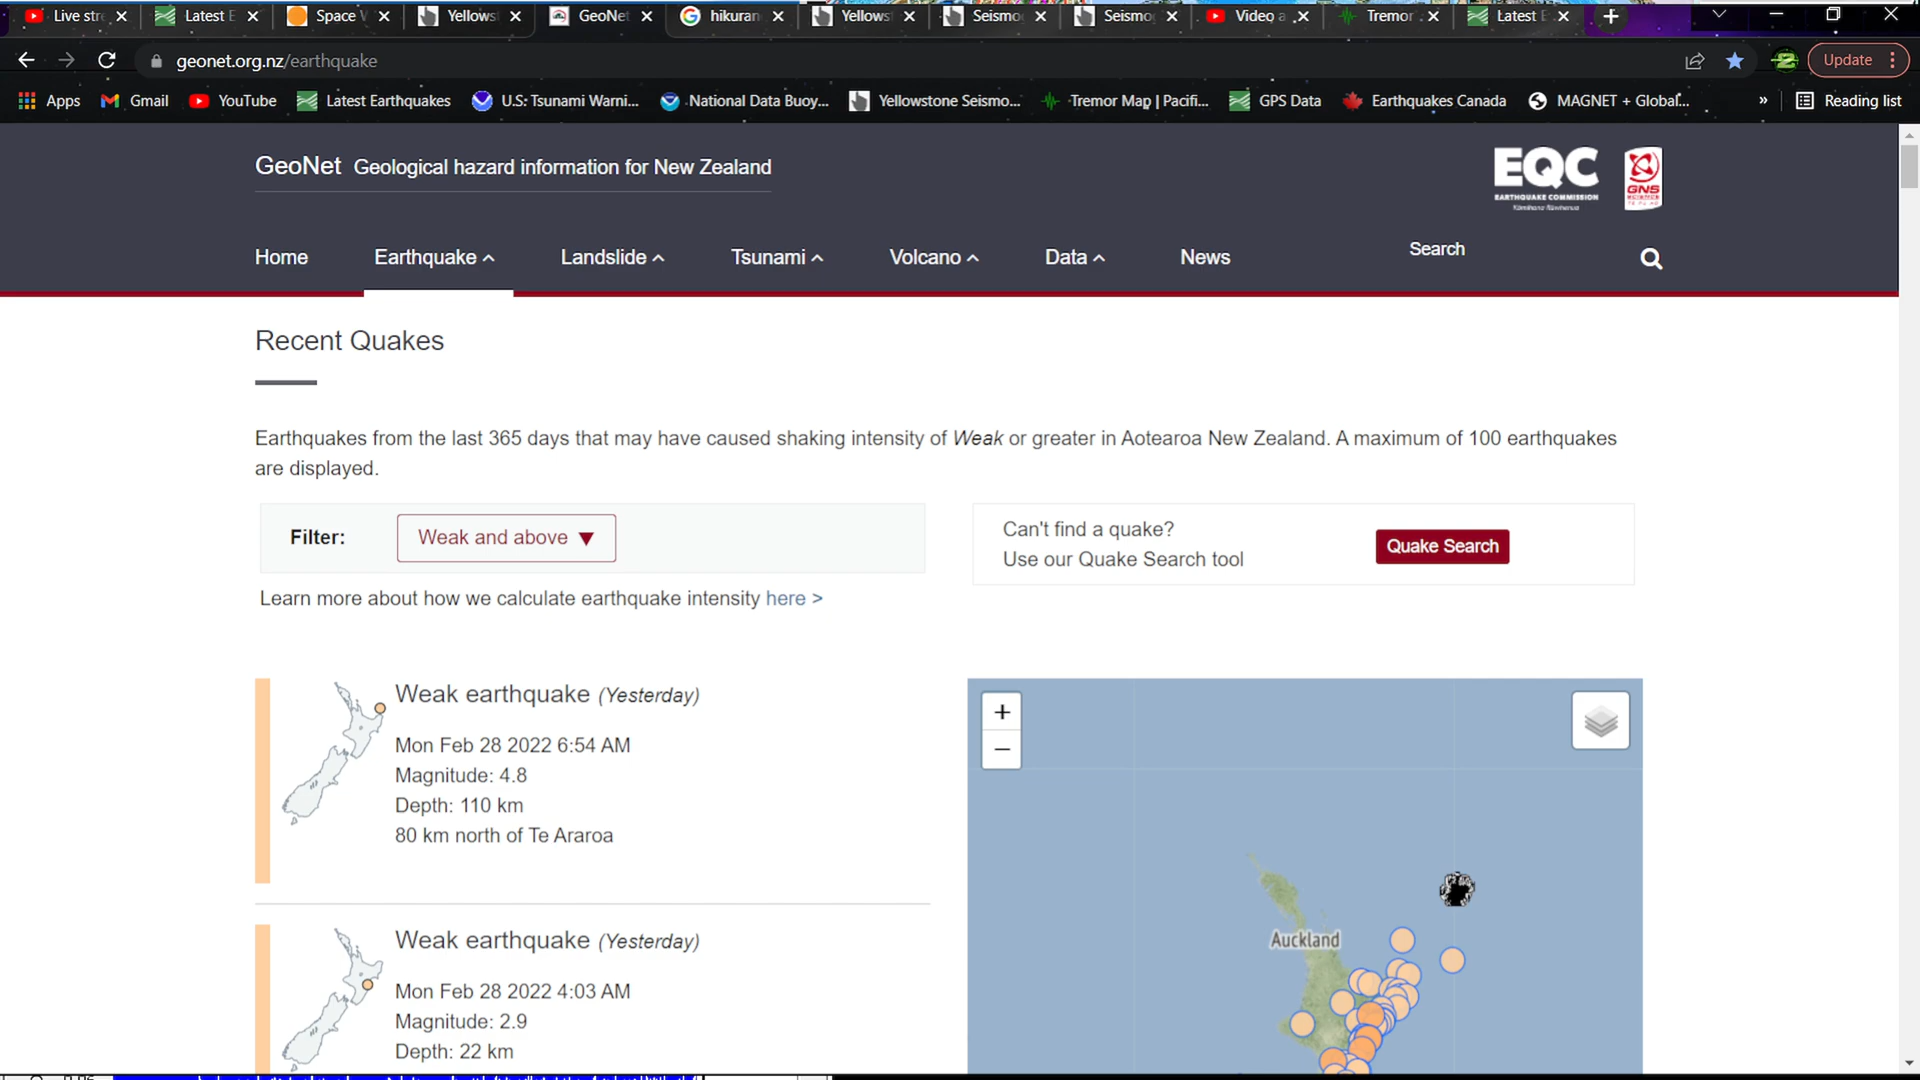 Live str
Latest E
Space V
Yellows
GeoNet
hikuran
Yellows
Seismo
Seismo
Video a
Tremor
Latest E
geonet.org.nz/earthquake
Update
Apps
Gmail
YouTube
Latest Earthquakes
U.S. Tsunami Warni...
National Data Buoy...
Yellowstone Seismo...
Tremor Map | Pacifi...
GPS Data
Earthquakes Canada
MAGNET + Global...
»
Reading list
GeoNet Geological hazard information for New Zealand
EQC
EARTHQUAKE COMMISSION
Kōmihana Rūwhenua
GNS
SCIENCE
TE PŪ AO
Home
Earthquake
Landslide
Tsunami
Volcano
Data
News
Search
Recent Quakes
Earthquakes from the last 365 days that may have caused shaking intensity of Weak or greater in Aotearoa New Zealand. A maximum of 100 earthquakes
are displayed.
Filter:
Weak and above ▼
Can't find a quake?
Use our Quake Search tool
Quake Search
Learn more about how we calculate earthquake intensity here >
Weak earthquake (Yesterday)
Mon Feb 28 2022 6:54 AM
Magnitude: 4.8
Depth: 110 km
80 km north of Te Araroa
Weak earthquake (Yesterday)
Mon Feb 28 2022 4:03 AM
Magnitude: 2.9
Depth: 22 km
+
−
Auckland